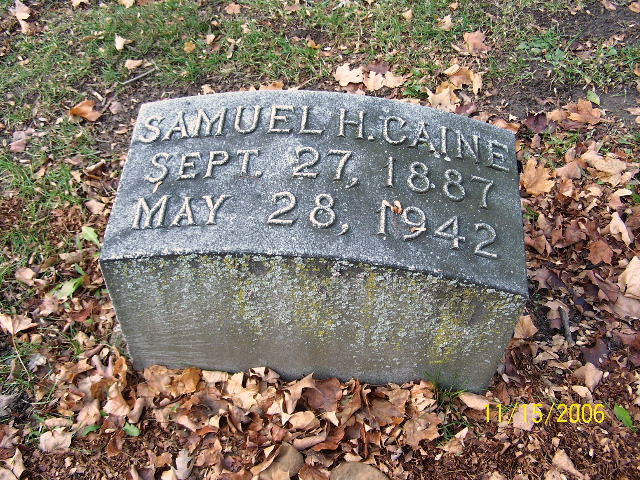 SAMUEL H. CAINE
SEPT. 27, 1887
MAY 28, 1942
11/15/2006